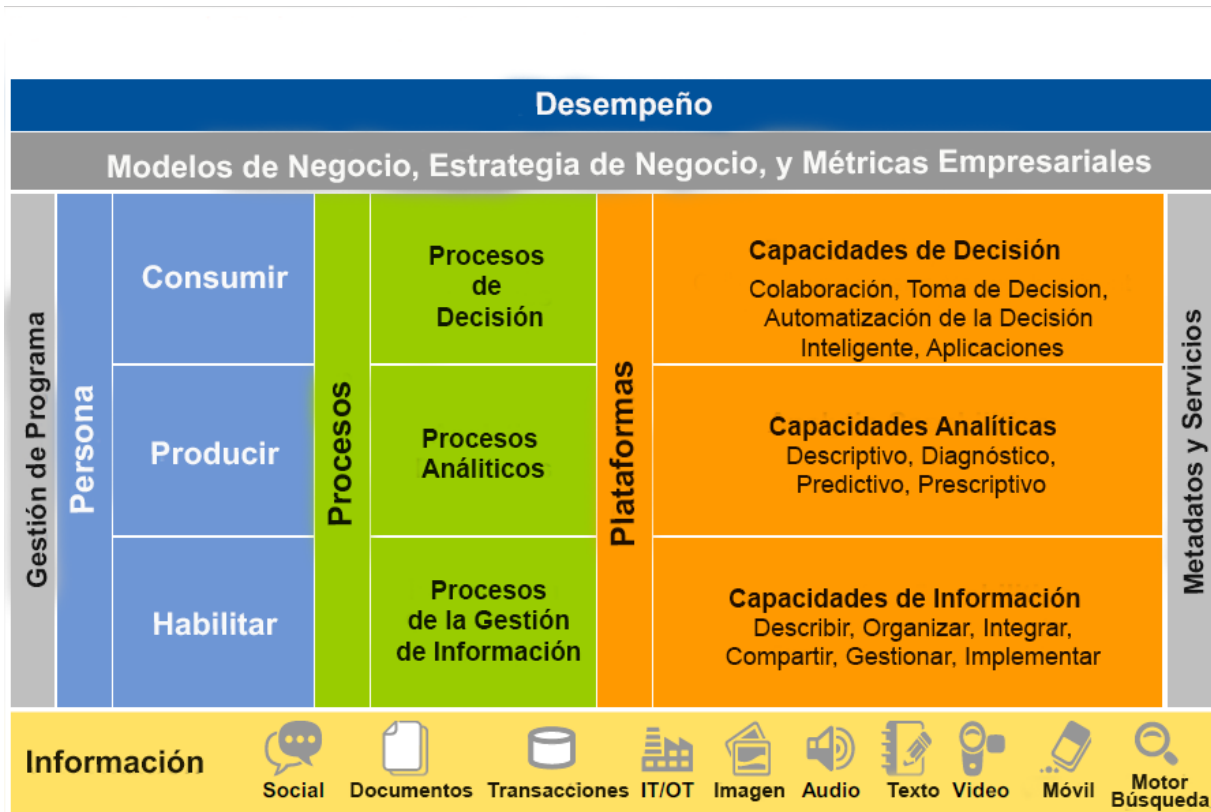 Desempeño
Modelos de Negocio, Estrategia de Negocio, y Métricas Empresariales
Gestión de Programa
Persona
Consumir
Producir
Habilitar
Procesos
Procesos
de
Decisión
Procesos
Análiticos
Procesos
de la Gestión
de Información
Plataformas
Capacidades de Decisión
Colaboración, Toma de Decision,
Automatización de la Decisión
Inteligente, Aplicaciones
Capacidades Analíticas
Descriptivo, Diagnóstico,
Predictivo, Prescriptivo
Capacidades de Información
Describir, Organizar, Integrar,
Compartir, Gestionar, Implementar
Metadatos y Servicios
Información
Social
Documentos
Transacciones
IT/OT
Imagen
Audio
Texto
Video
Móvil
Motor
Búsqueda